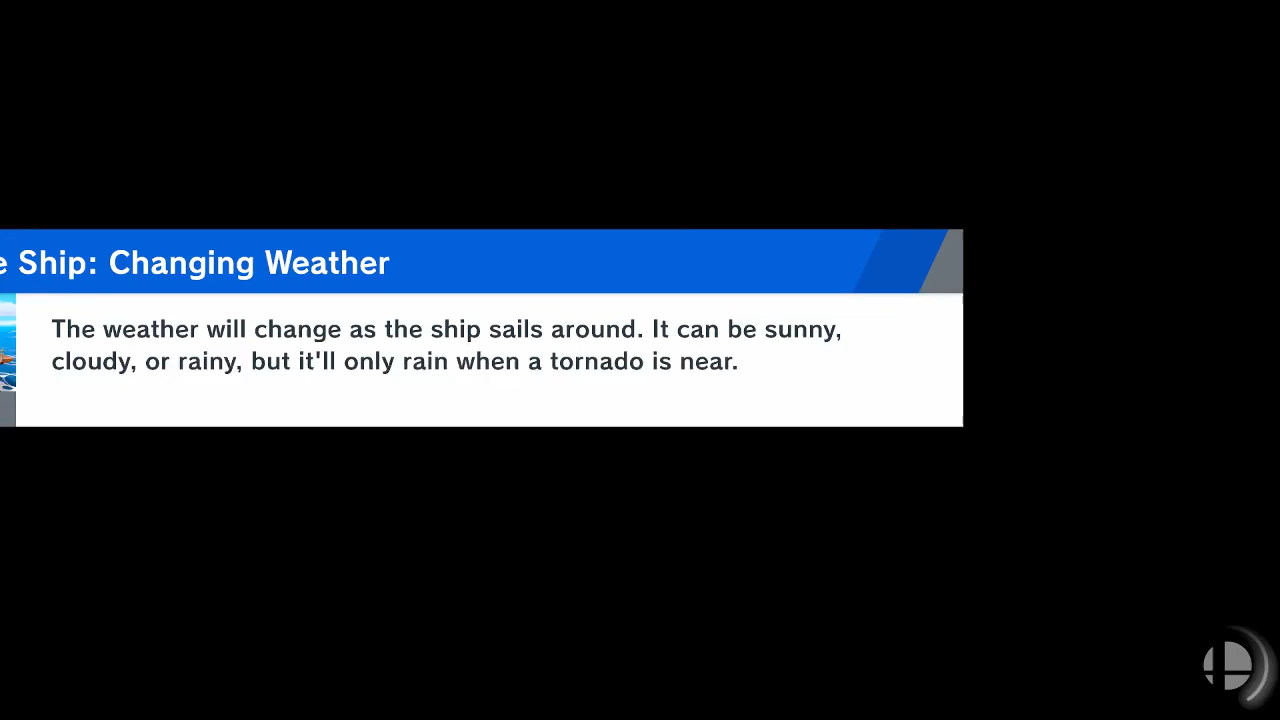 e Ship: Changing Weather
The weather will change as the ship sails around. It can be sunny,
cloudy, or rainy, but it'll only rain when a tornado is near.